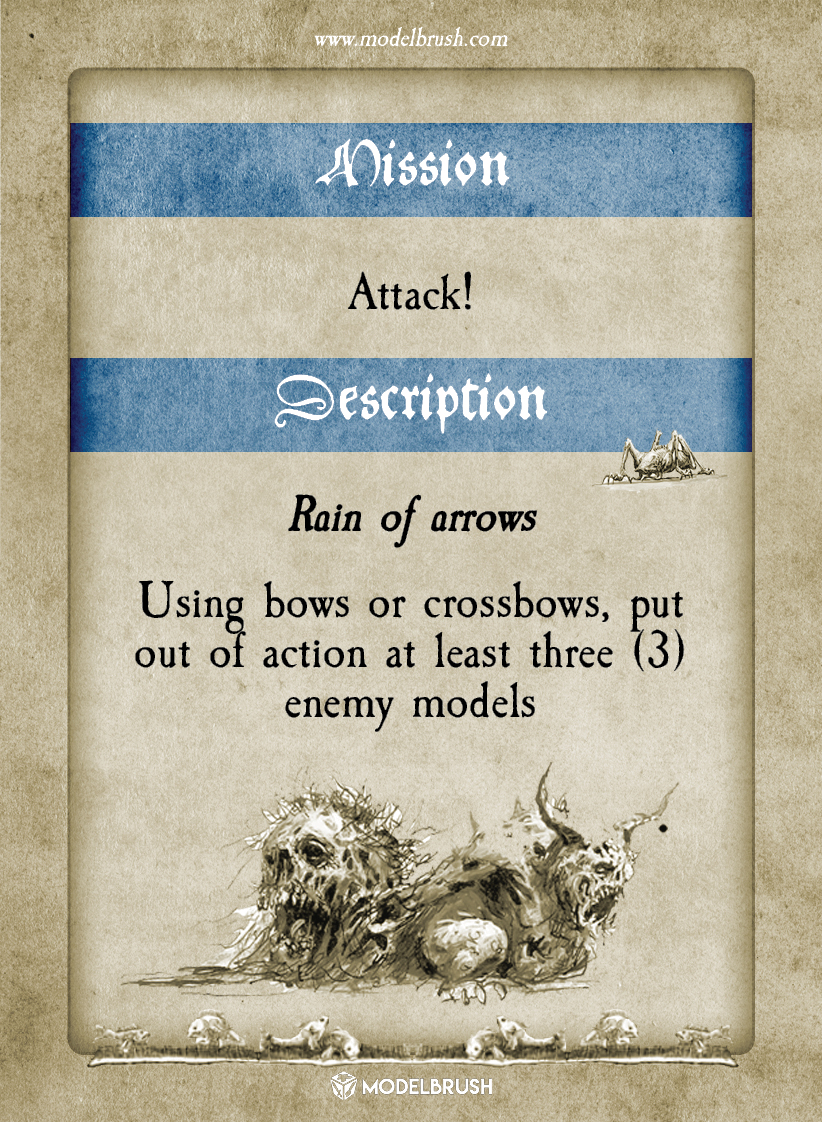 www.modelbrush.com
Mission
Attack!
Description
Rain of arrows
Using bows or crossbows, put
out of action at least three (3)
enemy models
MODELBRUSH